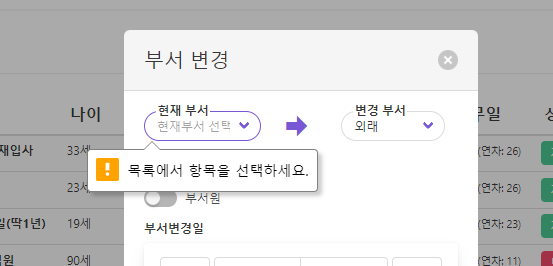 부서 변경
나이
현재 부서
변경 부서
무일
현재부서 선택
외래
재입사
33세
(연차: 26)
목록에서 항목을 선택하세요.
23세
(연차: 26)
부서원
일(딱1년)
19세
(연차: 23)
부서변경일
직원
90세
(연차: 11)